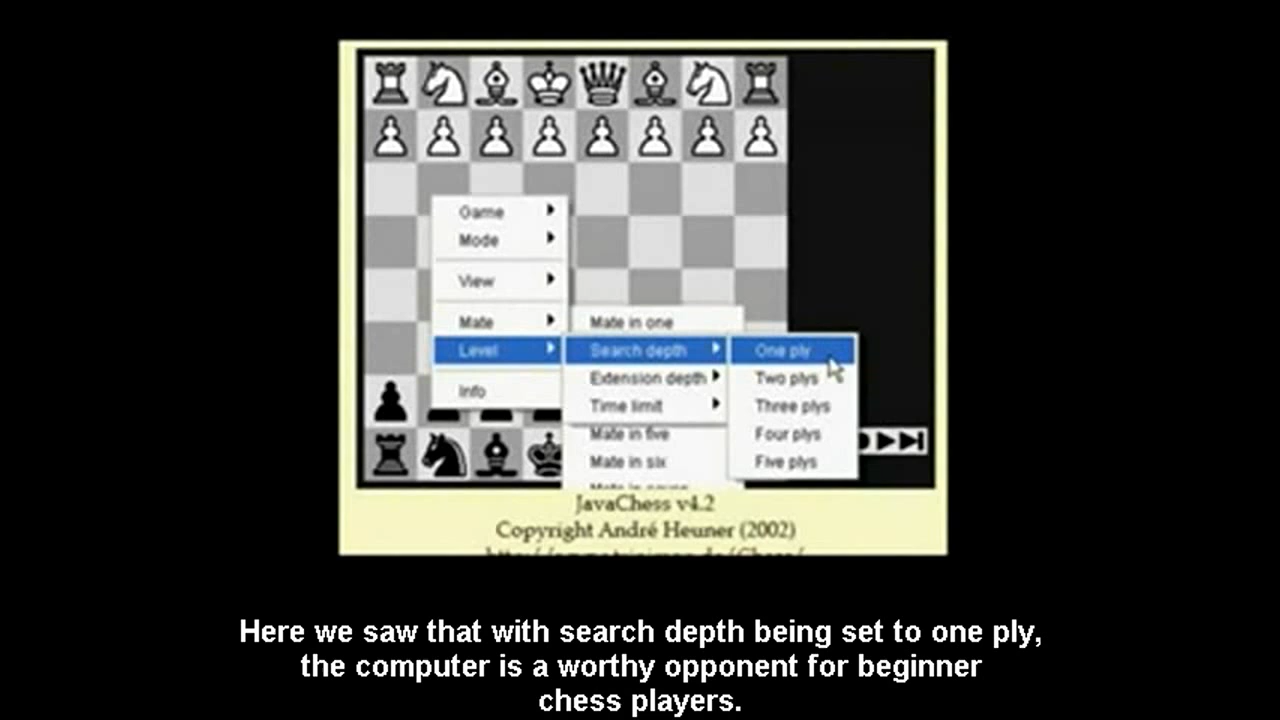 Game
Mode
View
Mate
Level
Info
Mate in one
Search depth
Extension depth
Time limit
Mate in five
Mate in six
One ply
Two plys
Three plys
Four plys
Five plys
JavaChess v4.2
Copyright André Heuner (2002)
Here we saw that with search depth being set to one ply,
the computer is a worthy opponent for beginner
chess players.